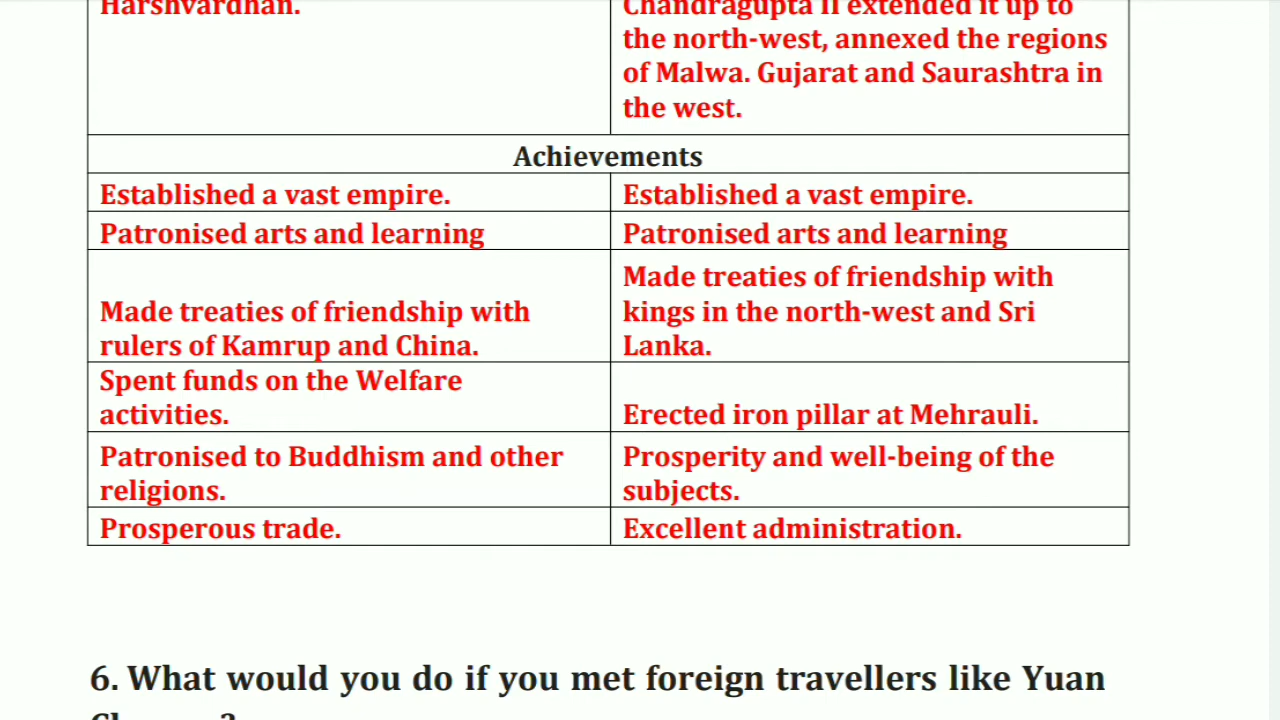 Harshvardhan.
Chandragupta II extended it up to
the north-west, annexed the regions
of Malwa. Gujarat and Saurashtra in
the west.
Achievements
Established a vast empire.
Established a vast empire.
Patronised arts and learning
Patronised arts and learning
Made treaties of friendship with
rulers of Kamrup and China.
Made treaties of friendship with
kings in the north-west and Sri
Lanka.
Spent funds on the Welfare
activities.
Erected iron pillar at Mehrauli.
Patronised to Buddhism and other
religions.
Prosperity and well-being of the
subjects.
Prosperous trade.
Excellent administration.
6. What would you do if you met foreign travellers like Yuan